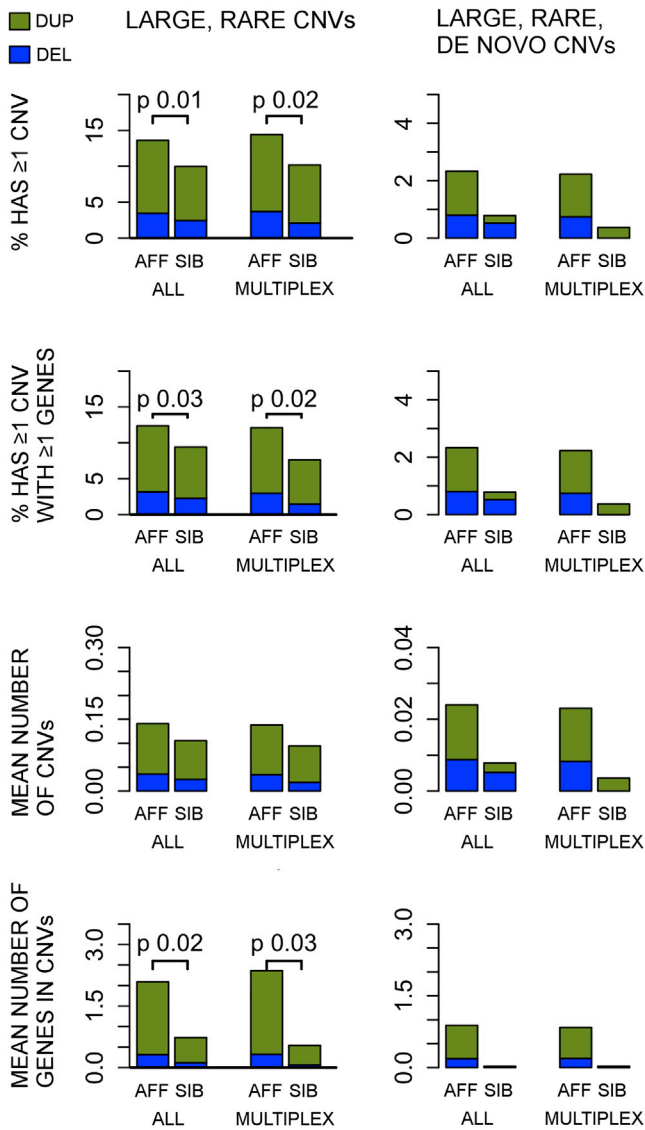 DUP
DEL
LARGE, RARE CNVs
LARGE, RARE,
DE NOVO CNVs
% HAS ≥1 CNV
0
5
15
p 0.01
p 0.02
AFF SIB
AFF SIB
ALL
MULTIPLEX
0
2
4
AFF SIB
AFF SIB
ALL
MULTIPLEX
% HAS ≥1 CNV
WITH ≥1 GENES
0
5
15
p 0.03
p 0.02
AFF SIB
AFF SIB
ALL
MULTIPLEX
0
2
4
AFF SIB
AFF SIB
ALL
MULTIPLEX
MEAN NUMBER
OF CNVs
0.00
0.15
0.30
AFF SIB
AFF SIB
ALL
MULTIPLEX
0.00
0.02
0.04
AFF SIB
AFF SIB
ALL
MULTIPLEX
MEAN NUMBER OF
GENES IN CNVs
0.0
1.5
3.0
p 0.02
p 0.03
AFF SIB
AFF SIB
ALL
MULTIPLEX
0.0
1.5
3.0
AFF SIB
AFF SIB
ALL
MULTIPLEX